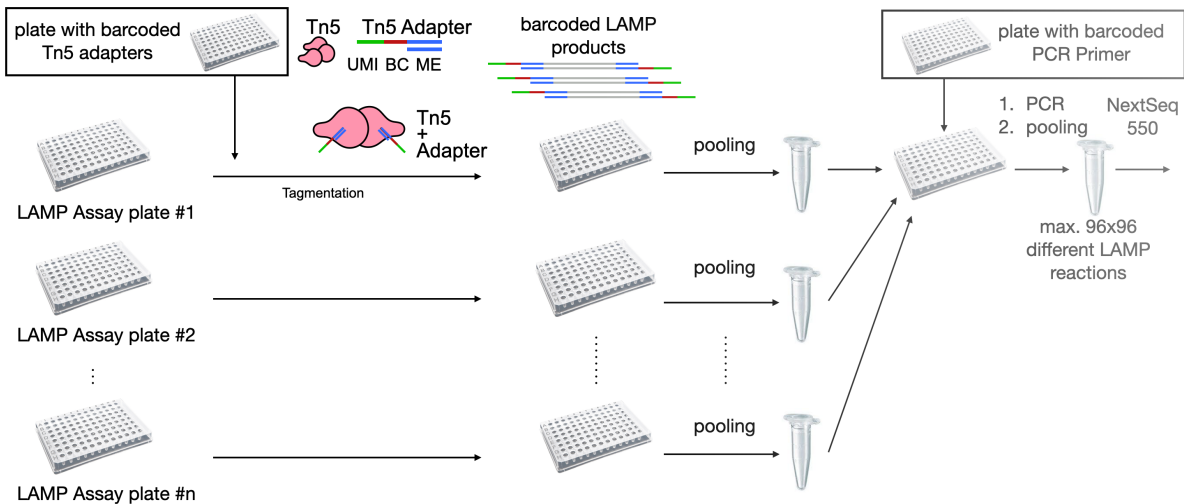 plate with barcoded
Tn5 adapters
Tn5
Tn5 Adapter
UMI BC ME
barcoded LAMP
products
plate with barcoded
PCR Primer
Tn5
+
Adapter
1. PCR
2. pooling
NextSeq
550
Tagmentation
pooling
LAMP Assay plate #1
max. 96x96
different LAMP
reactions
pooling
LAMP Assay plate #2
pooling
LAMP Assay plate #n